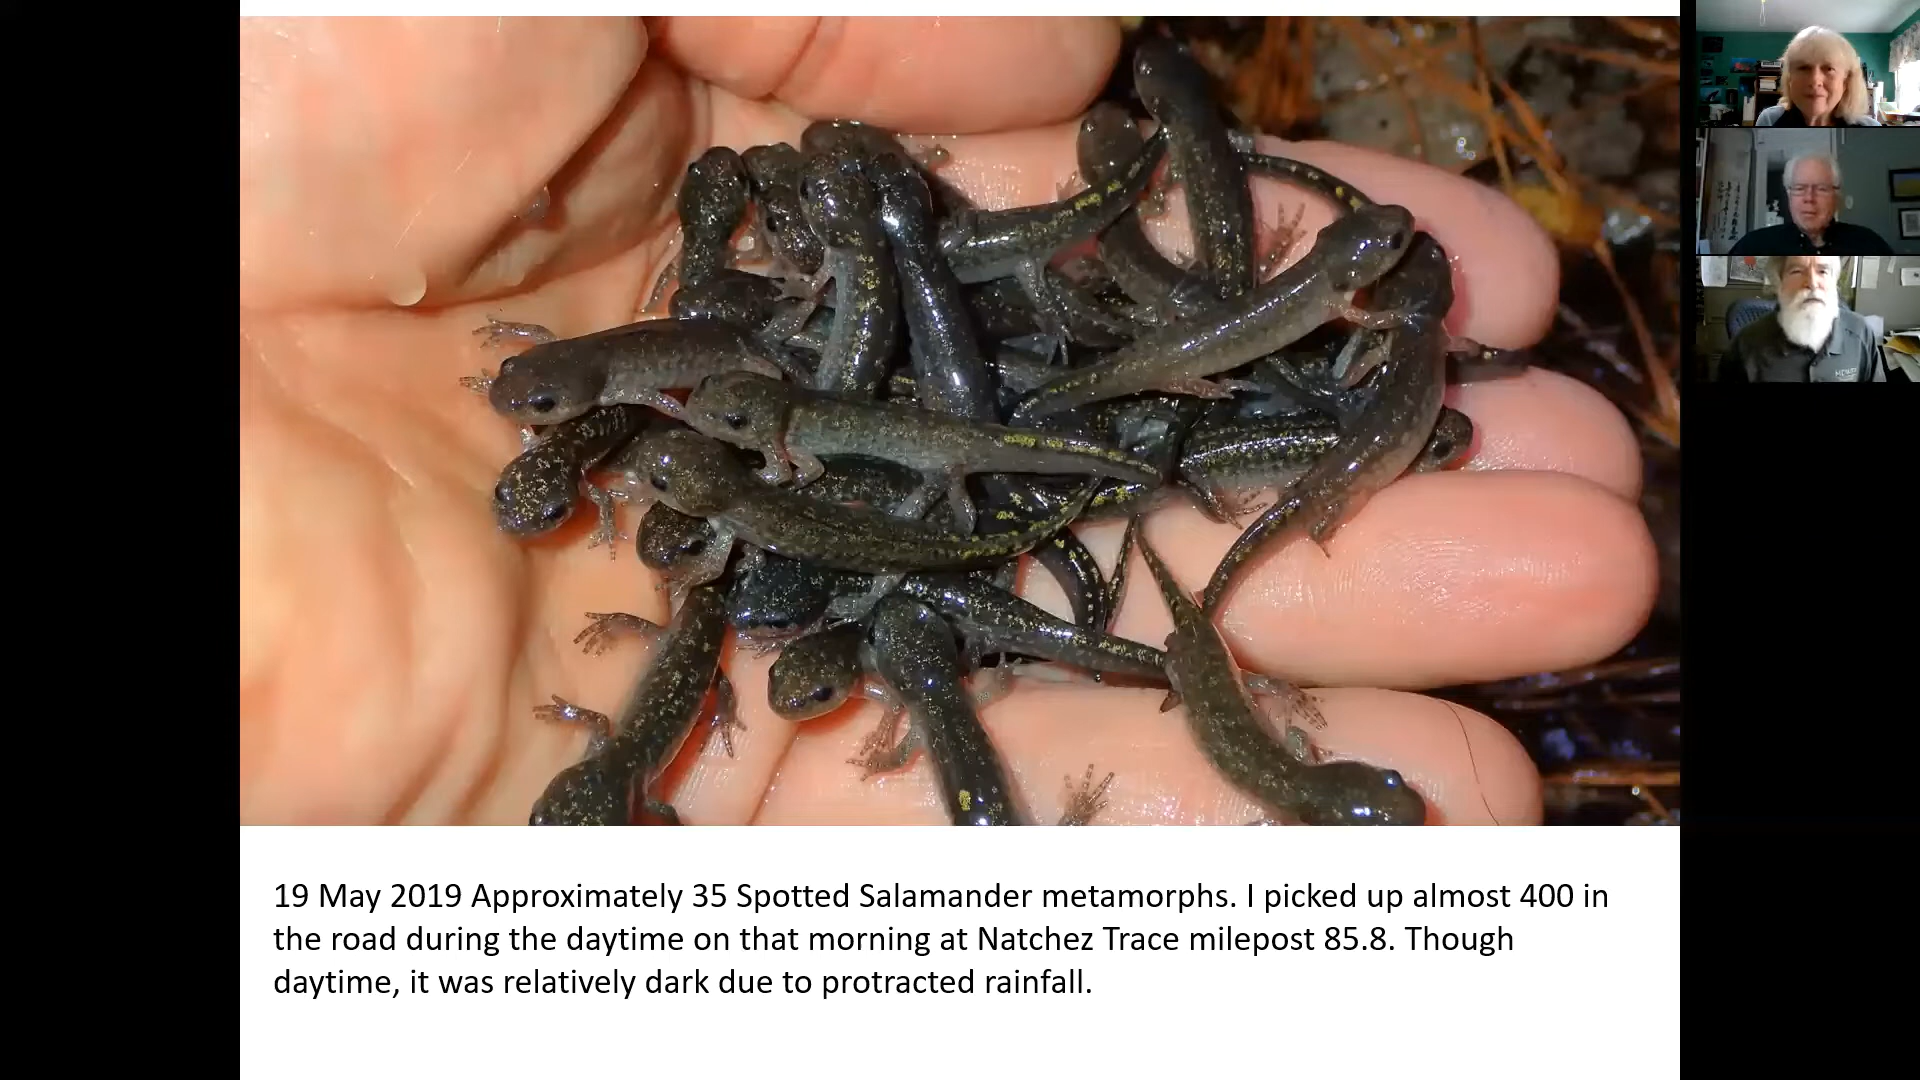 19 May 2019 Approximately 35 Spotted Salamander metamorphs. I picked up almost 400 in
the road during the daytime on that morning at Natchez Trace milepost 85.8. Though
daytime, it was relatively dark due to protracted rainfall.